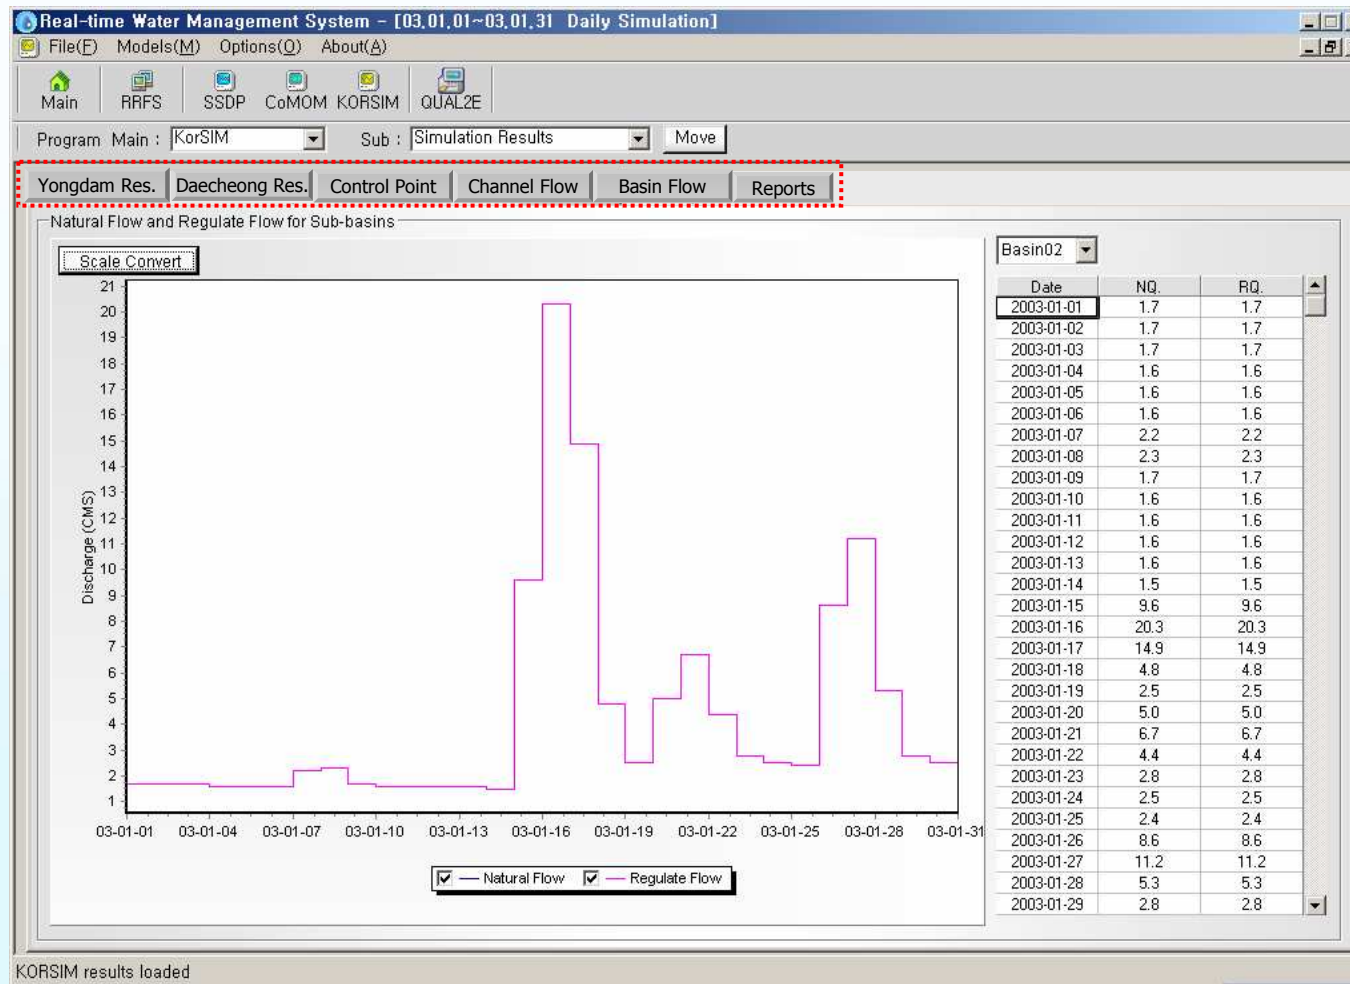 Real-time Water Management System - [03.01.01~03.01.31 Daily Simulation]
File(F) Models(M) Options(O) About(A)
Main RRFS SSDP CoMOM KORSIM QUAL2E
Program Main : KorSIM Sub : Simulation Results Move
Yongdam Res. Daecheong Res. Control Point Channel Flow Basin Flow Reports
Natural Flow and Regulate Flow for Sub-basins
Scale Convert
21
20
19
18
17
16
15
14
13
12
11
10
9
8
7
6
5
4
3
2
1
Discharge (CMS)
03-01-01 03-01-04 03-01-07 03-01-10 03-01-13 03-01-16 03-01-19 03-01-22 03-01-25 03-01-28 03-01-31
Natural Flow Regulate Flow
Basin02
Date NQ. RQ.
2003-01-01 1.7 1.7
2003-01-02 1.7 1.7
2003-01-03 1.7 1.7
2003-01-04 1.6 1.6
2003-01-05 1.6 1.6
2003-01-06 1.6 1.6
2003-01-07 2.2 2.2
2003-01-08 2.3 2.3
2003-01-09 1.7 1.7
2003-01-10 1.6 1.6
2003-01-11 1.6 1.6
2003-01-12 1.6 1.6
2003-01-13 1.6 1.6
2003-01-14 1.5 1.5
2003-01-15 9.6 9.6
2003-01-16 20.3 20.3
2003-01-17 14.9 14.9
2003-01-18 4.8 4.8
2003-01-19 2.5 2.5
2003-01-20 5.0 5.0
2003-01-21 6.7 6.7
2003-01-22 4.4 4.4
2003-01-23 2.8 2.8
2003-01-24 2.5 2.5
2003-01-25 2.4 2.4
2003-01-26 8.6 8.6
2003-01-27 11.2 11.2
2003-01-28 5.3 5.3
2003-01-29 2.8 2.8
KORSIM results loaded